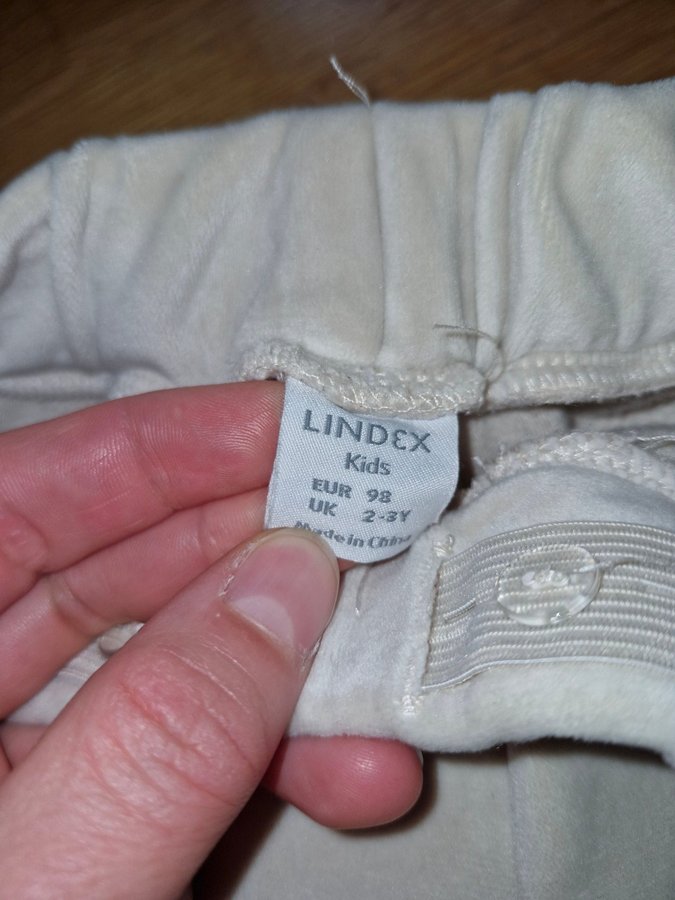 LINDEX
Kids
EUR 98
UK 2-3Y
Made in China